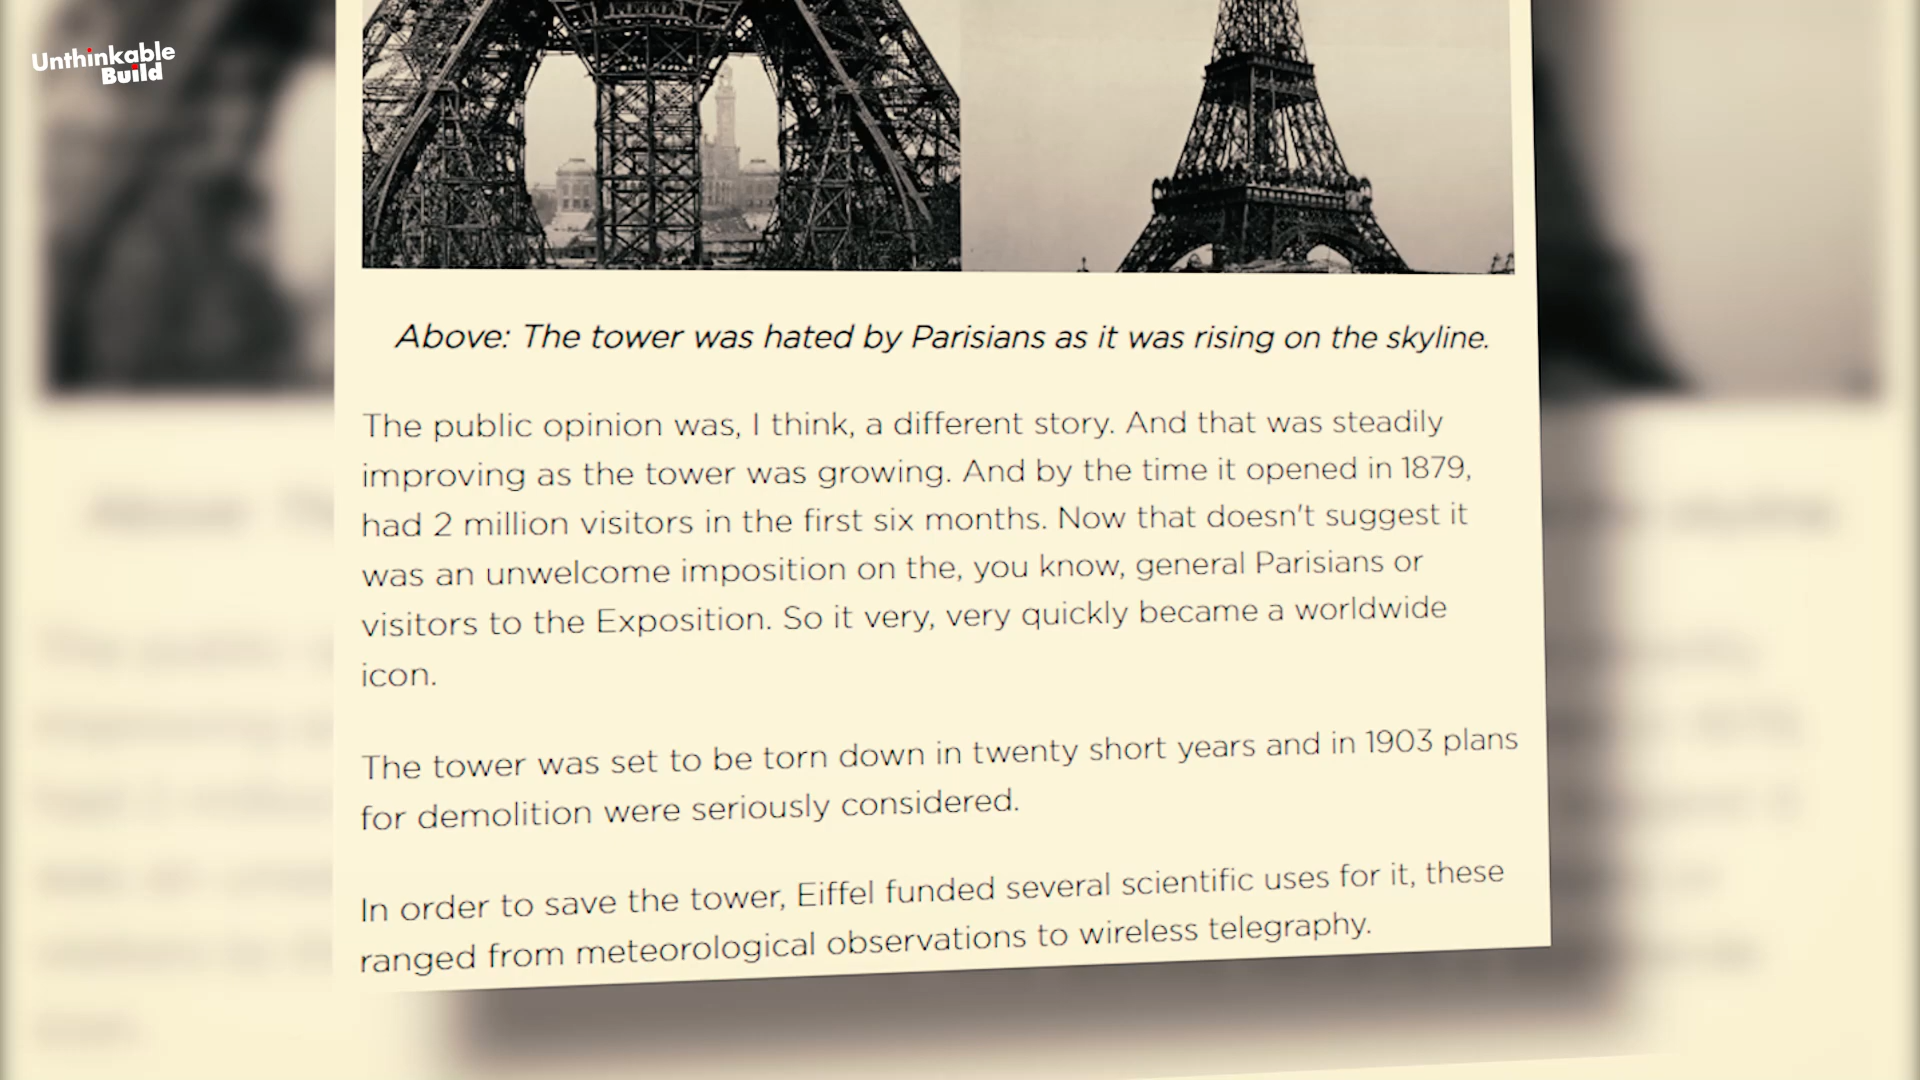 Unthinkable
Build
Above: The tower was hated by Parisians as it was rising on the skyline.
The public opinion was, I think, a different story. And that was steadily
improving as the tower was growing. And by the time it opened in 1879,
had 2 million visitors in the first six months. Now that doesn't suggest it
was an unwelcome imposition on the, you know, general Parisians or
visitors to the Exposition. So it very, very quickly became a worldwide
icon.
The tower was set to be torn down in twenty short years and in 1903 plans
for demolition were seriously considered.
In order to save the tower, Eiffel funded several scientific uses for it, these
ranged from meteorological observations to wireless telegraphy.